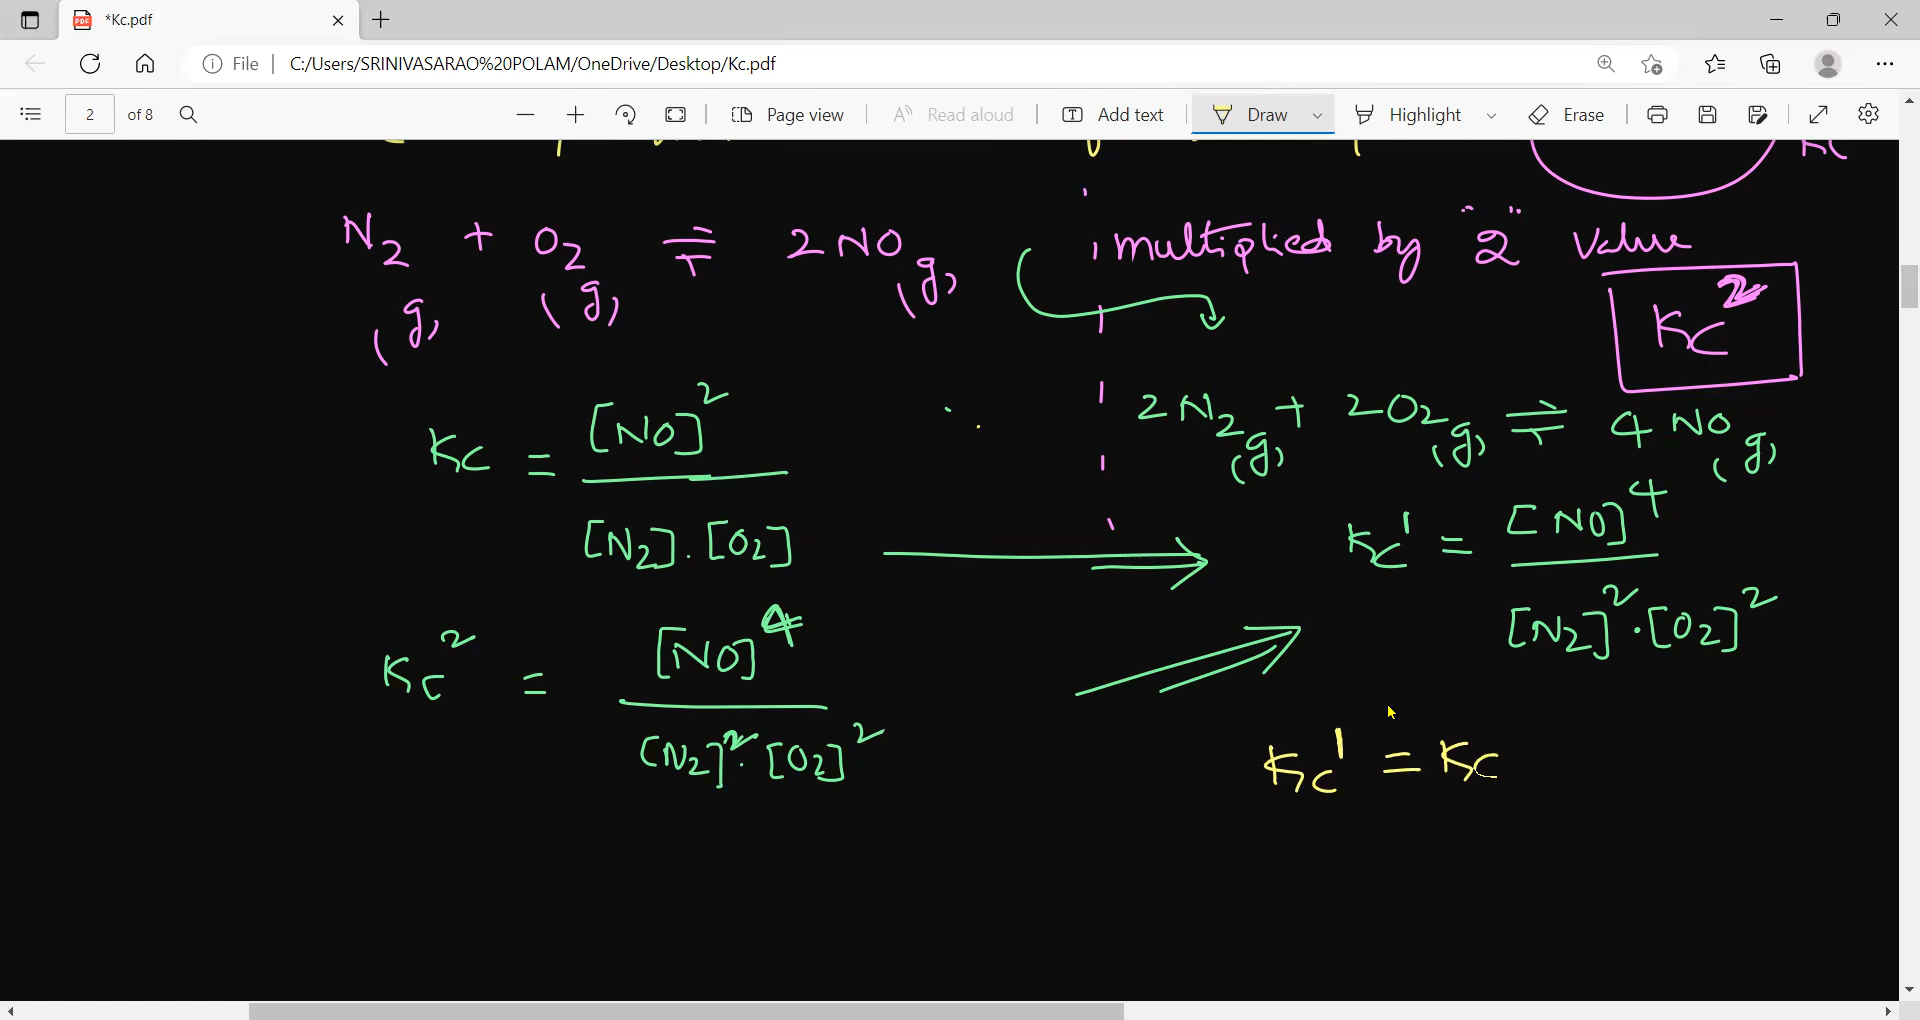 *Kc.pdf
File C:/Users/SRINIVASARAO%20POLAM/OneDrive/Desktop/Kc.pdf
2 of 8 Page view Read aloud Add text Draw Highlight Erase
Kc
N2(g) + O2(g) ⇌ 2NO(g)
multiplied by "2" value
Kc²
Kc = [NO]² / [N2].[O2]
2N2(g) + 2O2(g) ⇌ 4NO(g)
Kc' = [NO]⁴ / [N2]².[O2]²
Kc² = [NO]⁴ / [N2]².[O2]²
Kc' = Kc